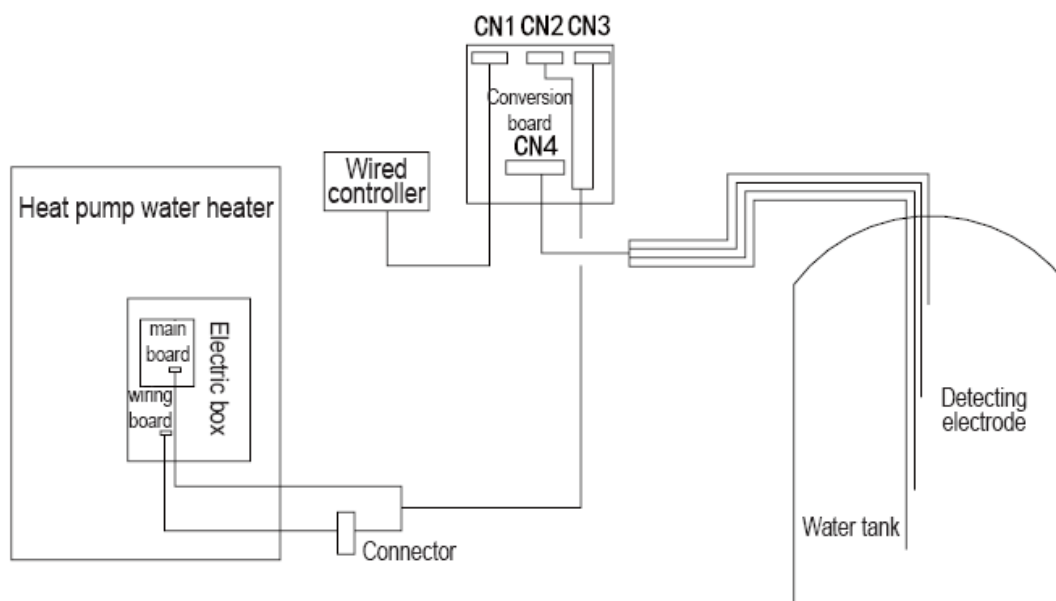 CN1 CN2 CN3
Conversion
board
CN4
Wired
controller
Heat pump water heater
main
board
Electric box
wiring
board
Connector
Detecting
electrode
Water tank